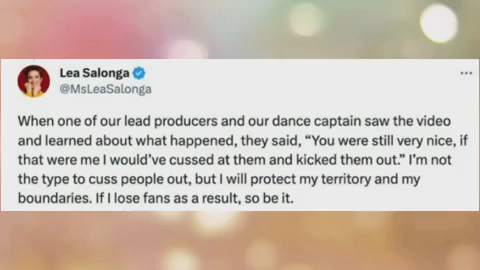 Lea Salonga
@MsLeaSalonga
When one of our lead producers and our dance captain saw the video
and learned about what happened, they said, “You were still very nice, if
that were me I would’ve cussed at them and kicked them out.” I’m not
the type to cuss people out, but I will protect my territory and my
boundaries. If I lose fans as a result, so be it.